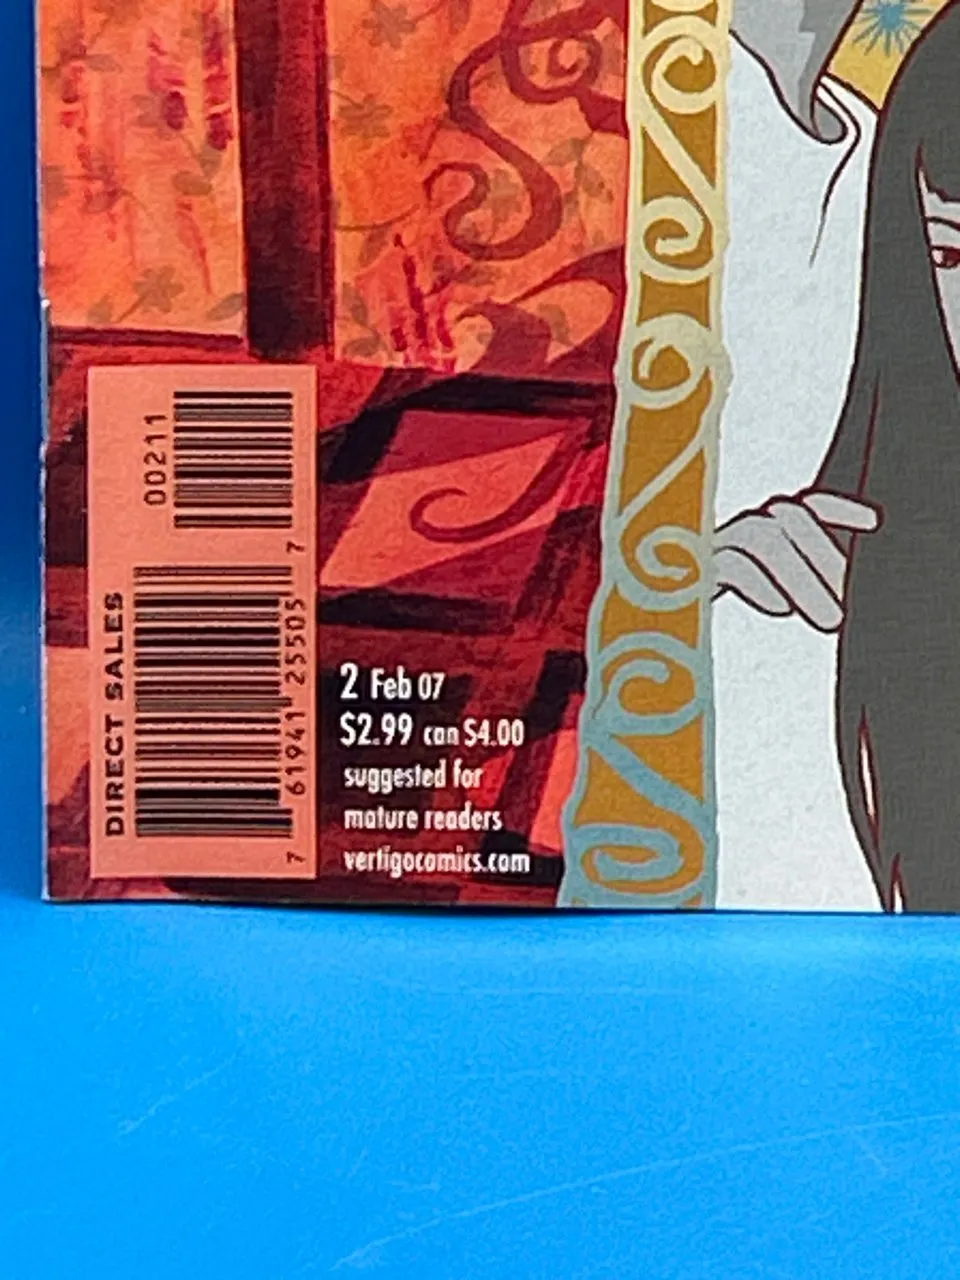 00211
DIRECT SALES
7 61941 25505 7
2 Feb 07
$2.99 can $4.00
suggested for
mature readers
vertigocomics.com